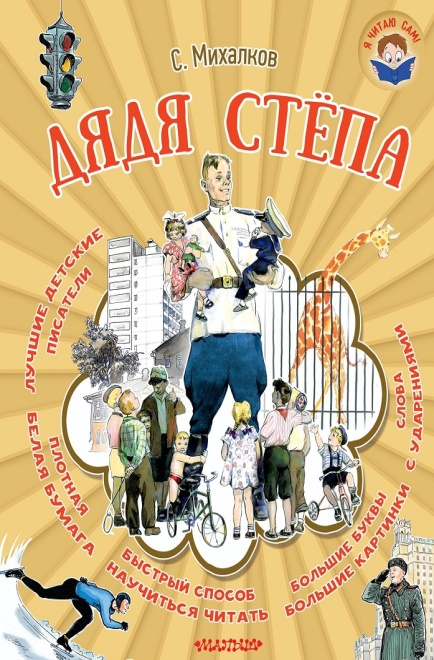 Я ЧИТАЮ САМ!
С. Михалков
ДЯДЯ СТЁПА
ЛУЧШИЕ ДЕТСКИЕ
ПИСАТЕЛИ
ПЛОТНАЯ
БЕЛАЯ БУМАГА
БЫСТРЫЙ СПОСОБ
НАУЧИТЬСЯ ЧИТАТЬ
БОЛЬШИЕ БУКВЫ
БОЛЬШИЕ КАРТИНКИ
СЛОВА
С УДАРЕНИЯМИ
МАЛЫШ